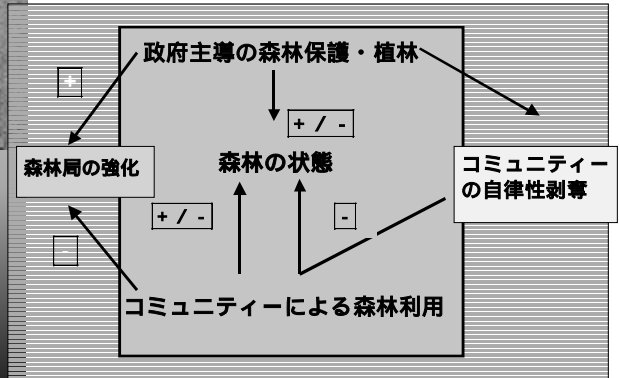 政府主導の森林保護・植林
+
+ / -
森林局の強化
森林の状態
コミュニティー
の自律性剥奪
+ / -
-
-
コミュニティーによる森林利用